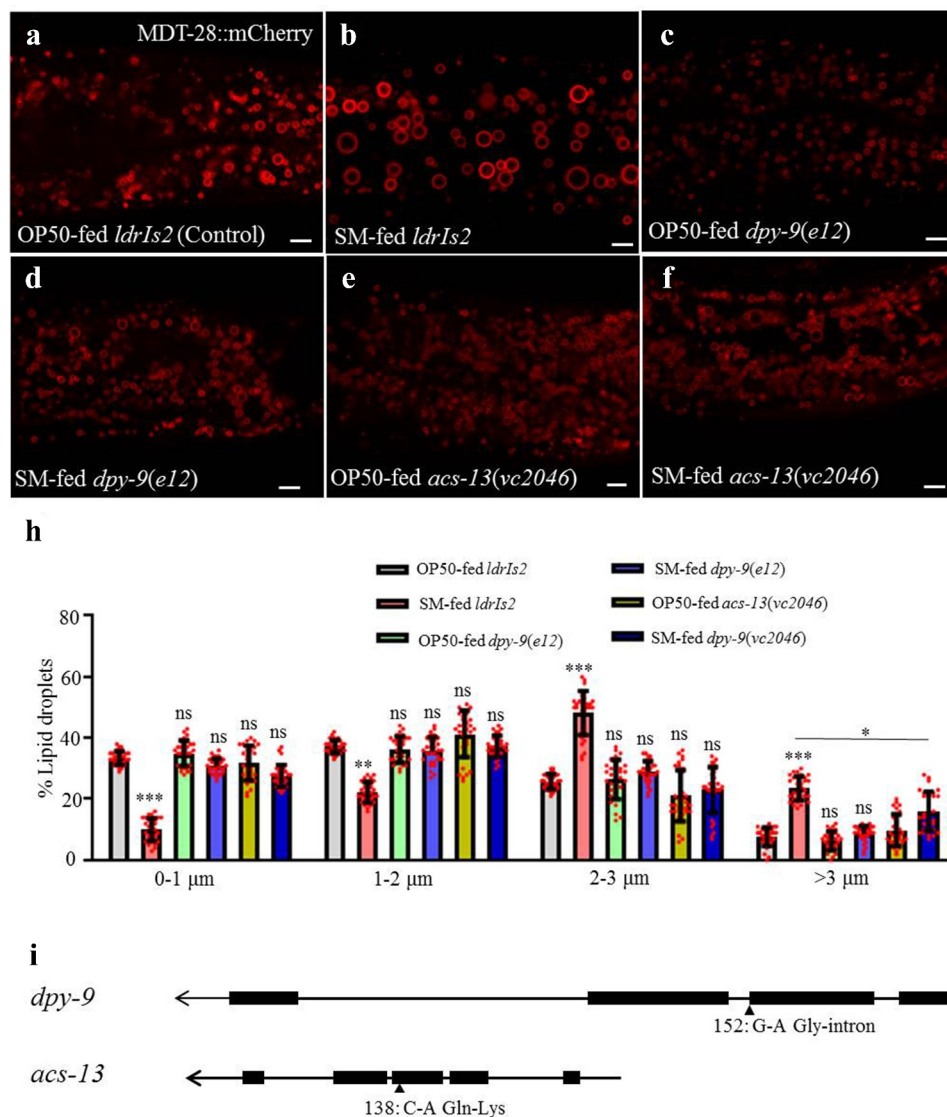 a
MDT-28::mCherry
b
c
OP50-fed ldrIs2 (Control)
SM-fed ldrIs2
OP50-fed dpy-9(e12)
d
e
f
SM-fed dpy-9(e12)
OP50-fed acs-13(vc2046)
SM-fed acs-13(vc2046)
h
OP50-fed ldrIs2
SM-fed dpy-9(e12)
SM-fed ldrIs2
OP50-fed acs-13(vc2046)
OP50-fed dpy-9(e12)
SM-fed dpy-9(vc2046)
% Lipid droplets
80
60
40
20
0
***
ns
ns
ns
ns
**
ns
ns
ns
ns
***
ns
ns
ns
ns
***
ns
ns
*
0-1 μm
1-2 μm
2-3 μm
>3 μm
i
dpy-9
152: G-A Gly-intron
acs-13
138: C-A Gln-Lys